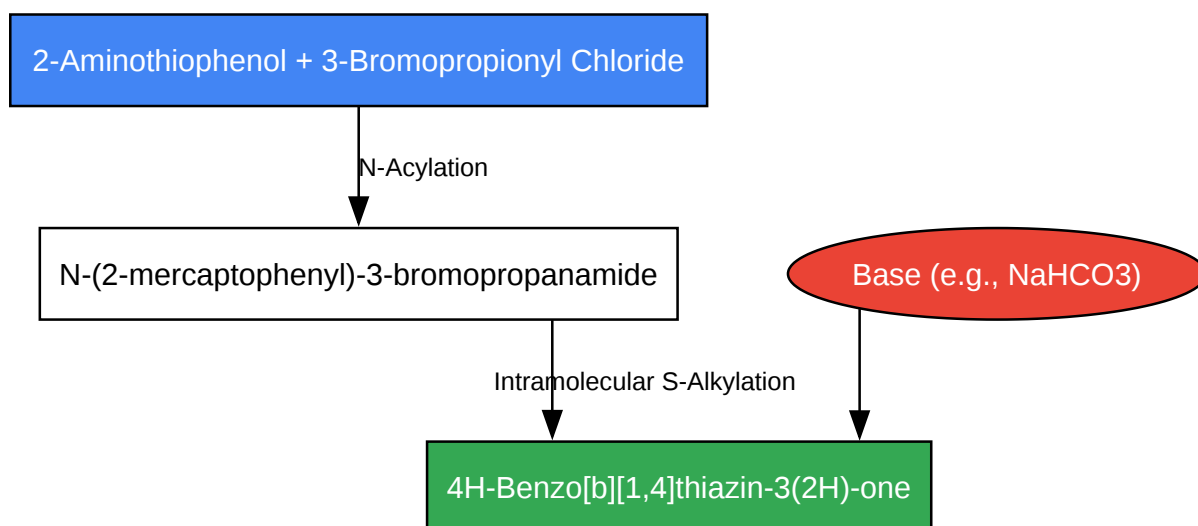 2-Aminothiophenol + 3-Bromopropionyl Chloride
N-Acylation
N-(2-mercaptophenyl)-3-bromopropanamide
Base (e.g., NaHCO3)
Intramolecular S-Alkylation
4H-Benzo[b][1,4]thiazin-3(2H)-one